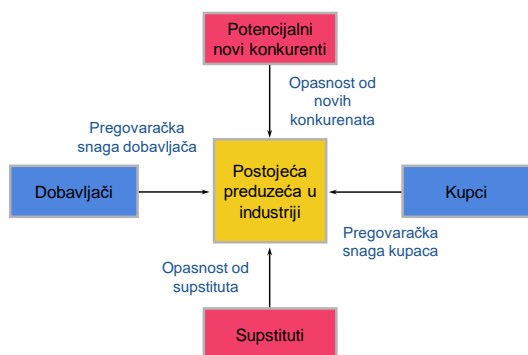 Potencijalni
novi konkurenti
Opasnost od
novih
konkurenata
Pregovaračka
snaga dobavljača
Dobavljači
Postojeća
preduzeća u
industriji
Kupci
Pregovaračka
snaga kupaca
Opasnost od
supstituta
Supstituti